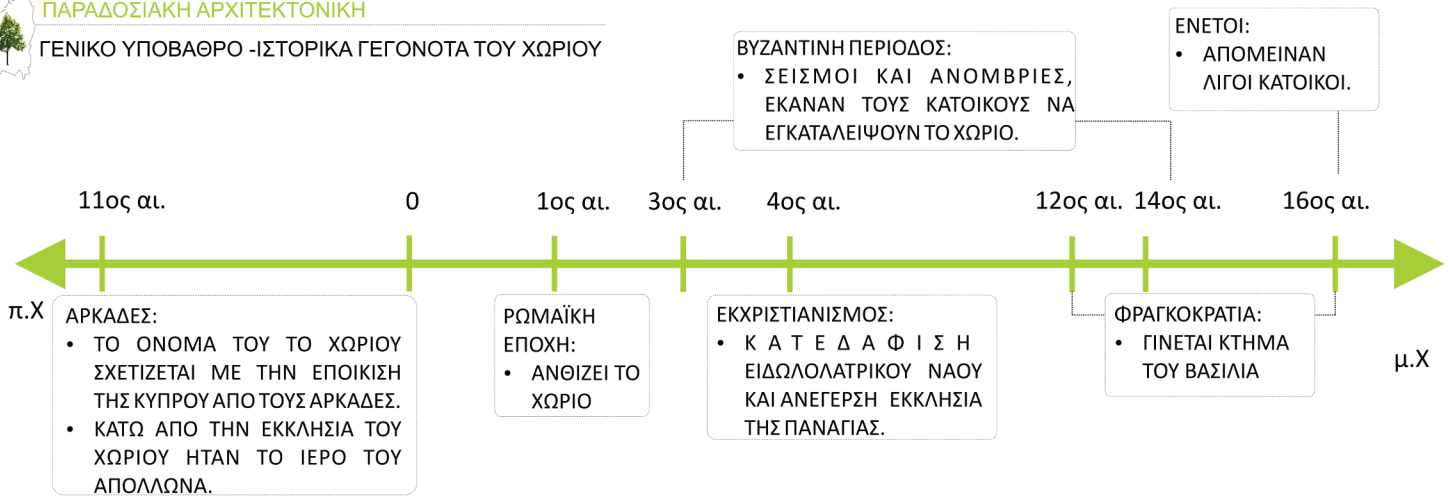 ΠΑΡΑΔΟΣΙΑΚΗ ΑΡΧΙΤΕΚΤΟΝΙΚΗ
ΓΕΝΙΚΟ ΥΠΟΒΑΘΡΟ -ΙΣΤΟΡΙΚΑ ΓΕΓΟΝΟΤΑ ΤΟΥ ΧΩΡΙΟΥ
ΒΥΖΑΝΤΙΝΗ ΠΕΡΙΟΔΟΣ:
• ΣΕΙΣΜΟΙ ΚΑΙ ΑΝΟΜΒΡΙΕΣ,
ΕΚΑΝΑΝ ΤΟΥΣ ΚΑΤΟΙΚΟΥΣ ΝΑ
ΕΓΚΑΤΑΛΕΙΨΟΥΝ ΤΟ ΧΩΡΙΟ.
ΕΝΕΤΟΙ:
• ΑΠΟΜΕΙΝΑΝ
ΛΙΓΟΙ ΚΑΤΟΙΚΟΙ.
11ος αι. 0 1ος αι. 3ος αι. 4ος αι. 12ος αι. 14ος αι. 16ος αι.
π.Χ
ΑΡΚΑΔΕΣ:
• ΤΟ ΟΝΟΜΑ ΤΟΥ ΤΟ ΧΩΡΙΟΥ
ΣΧΕΤΙΖΕΤΑΙ ΜΕ ΤΗΝ ΕΠΟΙΚΙΣΗ
ΤΗΣ ΚΥΠΡΟΥ ΑΠΟ ΤΟΥΣ ΑΡΚΑΔΕΣ.
• ΚΑΤΩ ΑΠΟ ΤΗΝ ΕΚΚΛΗΣΙΑ ΤΟΥ
ΧΩΡΙΟΥ ΗΤΑΝ ΤΟ ΙΕΡΟ ΤΟΥ
ΑΠΟΛΛΩΝΑ.
ΡΩΜΑΪΚΗ
ΕΠΟΧΗ:
• ΑΝΘΙΖΕΙ ΤΟ
ΧΩΡΙΟ
ΕΚΧΡΙΣΤΙΑΝΙΣΜΟΣ:
• Κ Α Τ Ε Δ Α Φ Ι Σ Η
ΕΙΔΩΛΟΛΑΤΡΙΚΟΥ ΝΑΟΥ
ΚΑΙ ΑΝΕΓΕΡΣΗ ΕΚΚΛΗΣΙΑ
ΤΗΣ ΠΑΝΑΓΙΑΣ.
ΦΡΑΓΚΟΚΡΑΤΙΑ:
• ΓΙΝΕΤΑΙ ΚΤΗΜΑ
ΤΟΥ ΒΑΣΙΛΙΑ
μ.Χ